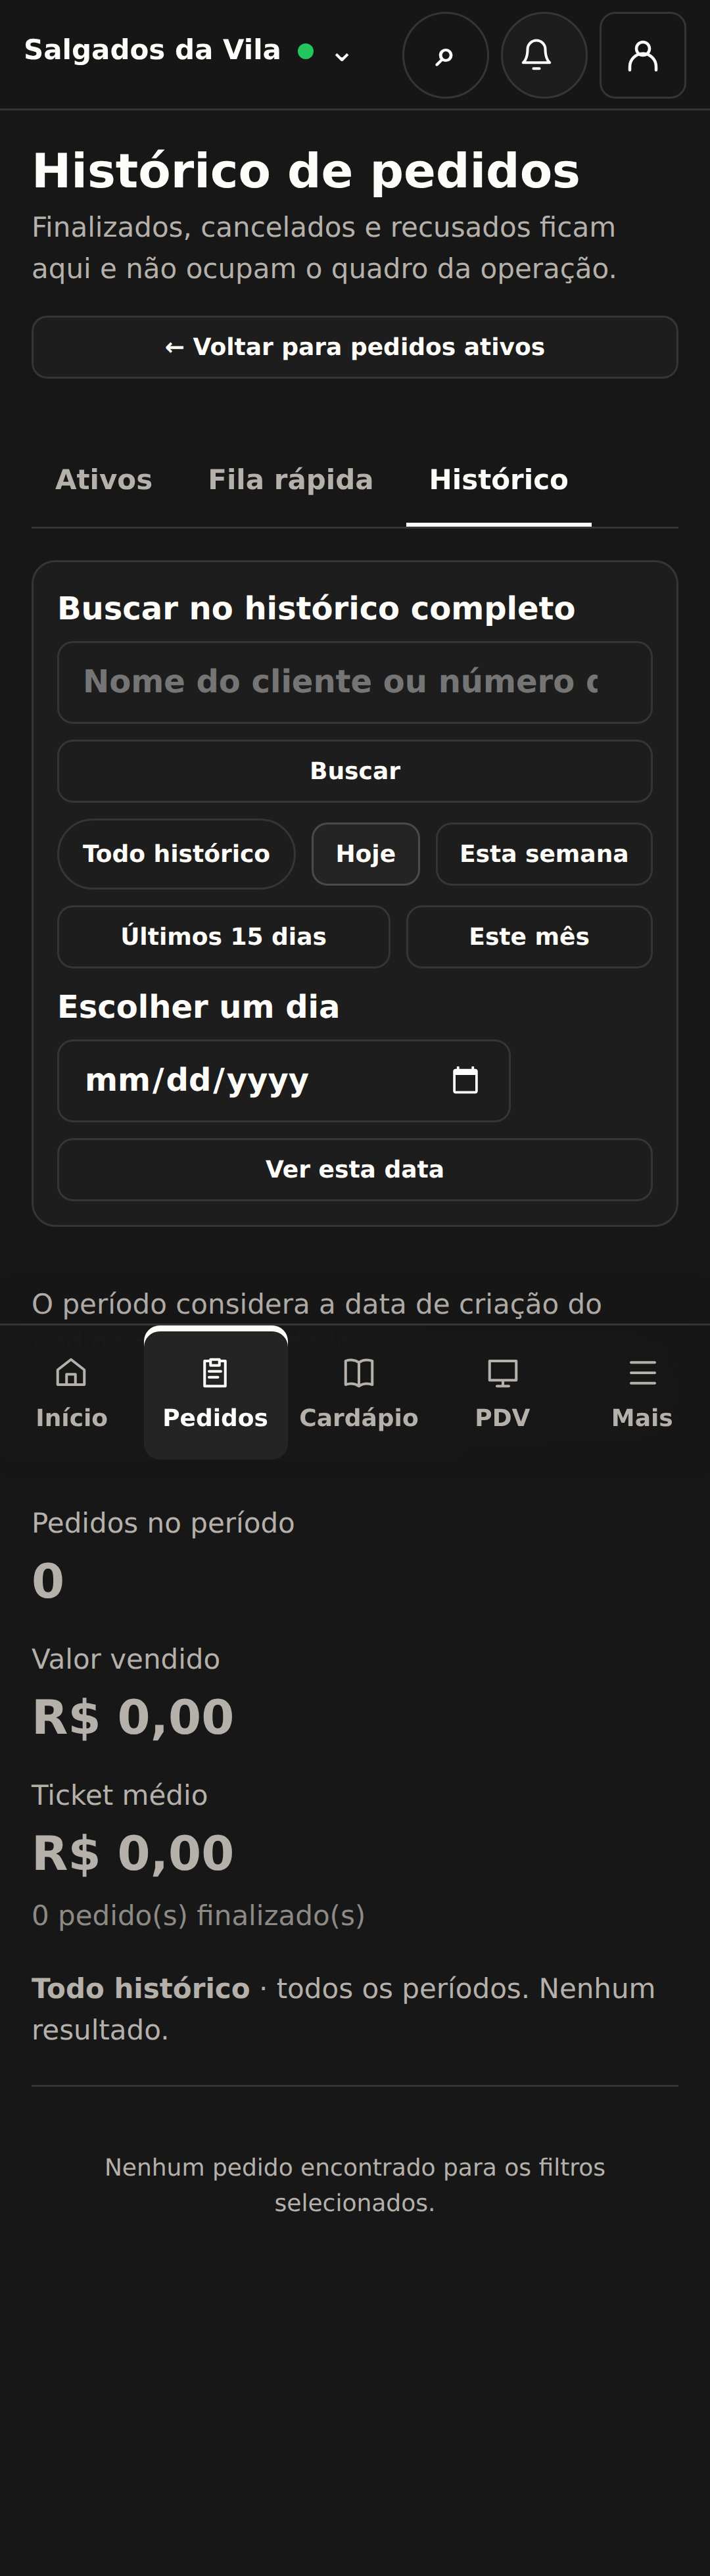 Salgados da Vila
Histórico de pedidos
Finalizados, cancelados e recusados ficam
aqui e não ocupam o quadro da operação.
← Voltar para pedidos ativos
Ativos Fila rápida Histórico
Buscar no histórico completo
Nome do cliente ou número
Buscar
Todo histórico Hoje Esta semana
Últimos 15 dias Este mês
Escolher um dia
mm/dd/yyyy
Ver esta data
O período considera a data de criação do
Início Pedidos Cardápio PDV Mais
Pedidos no período
0
Valor vendido
R$ 0,00
Ticket médio
R$ 0,00
0 pedido(s) finalizado(s)
Todo histórico · todos os períodos. Nenhum
resultado.
Nenhum pedido encontrado para os filtros
selecionados.